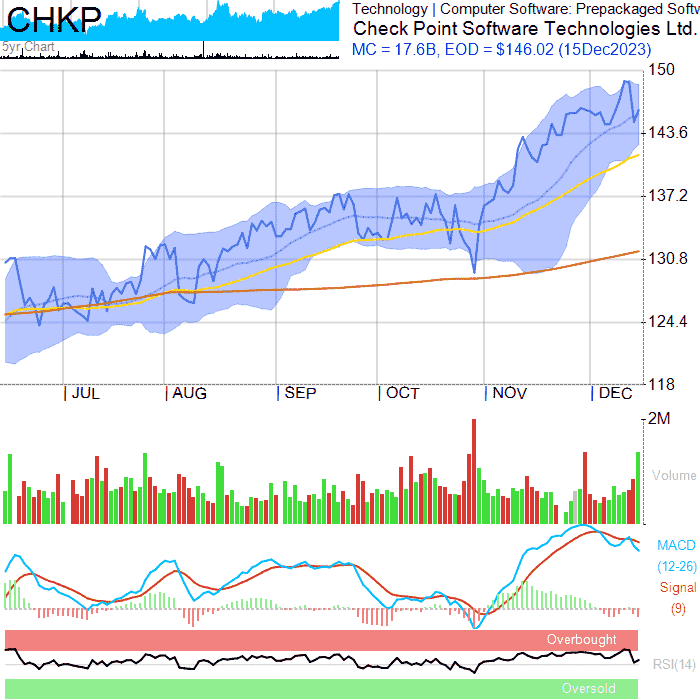 CHKP
5yr Chart
Technology | Computer Software: Prepackaged Softw
Check Point Software Technologies Ltd.
MC = 17.6B, EOD = $146.02 (15Dec2023)
150
143.6
137.2
130.8
124.4
118
JUL
AUG
SEP
OCT
NOV
DEC
2M
Volume
MACD
(12-26)
Signal
(9)
Overbought
RSI(14)
Oversold